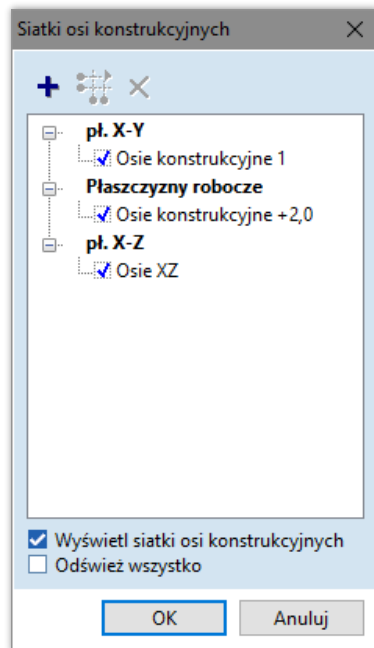 Siatki osi konstrukcyjnych
pł. X-Y
Osie konstrukcyjne 1
Płaszczyzny robocze
Osie konstrukcyjne +2,0
pł. X-Z
Osie XZ
Wyświetl siatki osi konstrukcyjnych
Odśwież wszystko
OK Anuluj